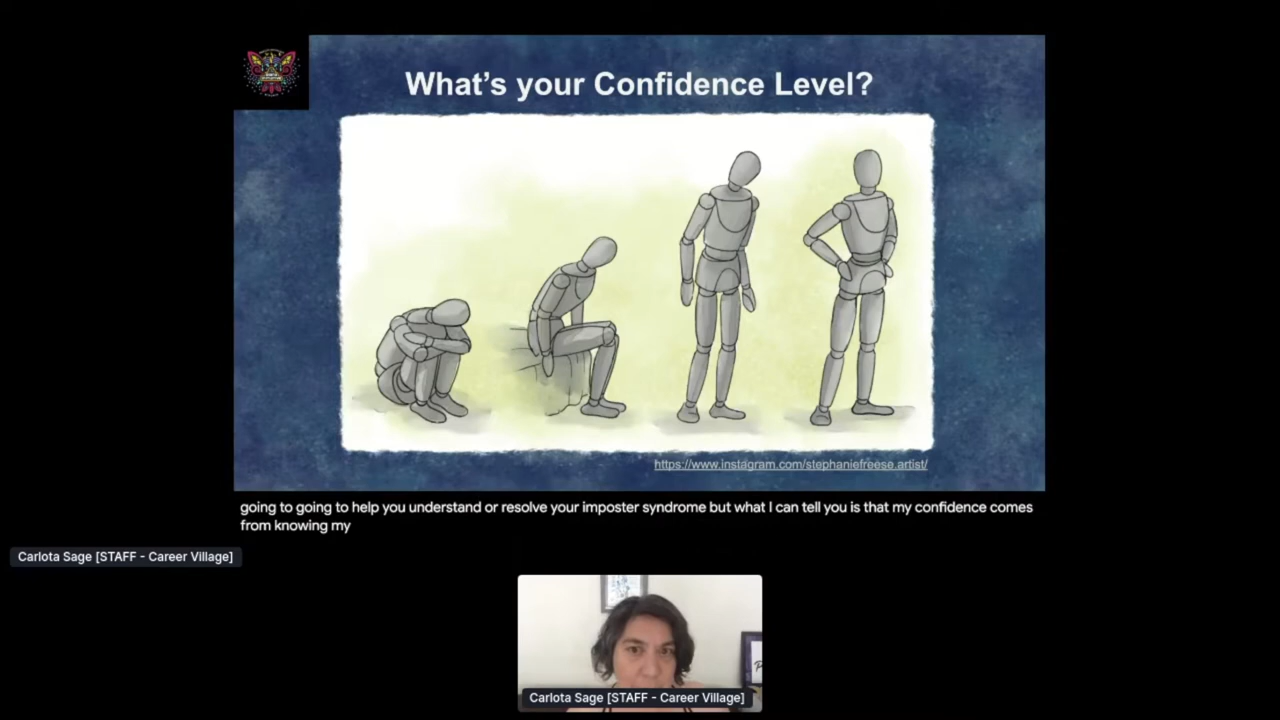 What's your Confidence Level?
https://www.instagram.com/stephaniefreese.artist/
going to going to help you understand or resolve your imposter syndrome but what I can tell you is that my confidence comes
from knowing my
Carlota Sage [STAFF - Career Village]
Carlota Sage [STAFF - Career Village]